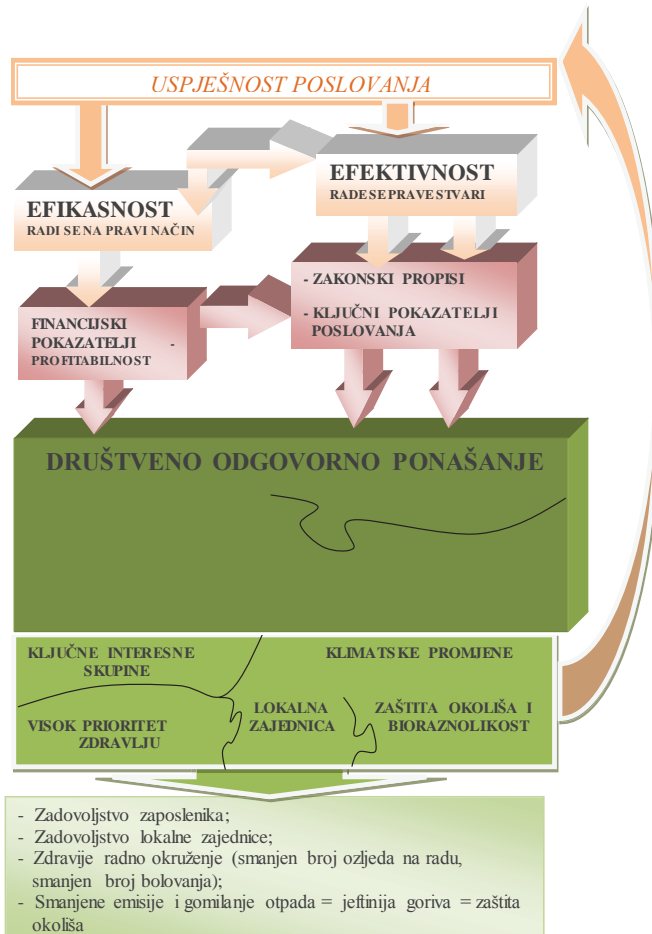 USPJEŠNOST POSLOVANJA
EFEKTIVNOST
RADE SE PRAVE STVARI
EFIKASNOST
RADI SE NA PRAVI NAČIN
- ZAKONSKI PROPISI
- KLJUČNI POKAZATELJI
POSLOVANJA
FINANCIJSKI
POKAZATELJI -
PROFITABILNOST
DRUŠTVENO ODGOVORNO PONAŠANJE
KLJUČNE INTERESNE
SKUPINE
KLIMATSKE PROMJENE
VISOK PRIORITET
ZDRAVLJU
LOKALNA
ZAJEDNICA
ZAŠTITA OKOLIŠA I
BIORAZNOLIKOST
- Zadovoljstvo zaposlenika;
- Zadovoljstvo lokalne zajednice;
- Zdravije radno okruženje (smanjen broj ozljeda na radu,
smanjen broj bolovanja);
- Smanjene emisije i gomilanje otpada = jeftinija goriva = zaštita
okoliša